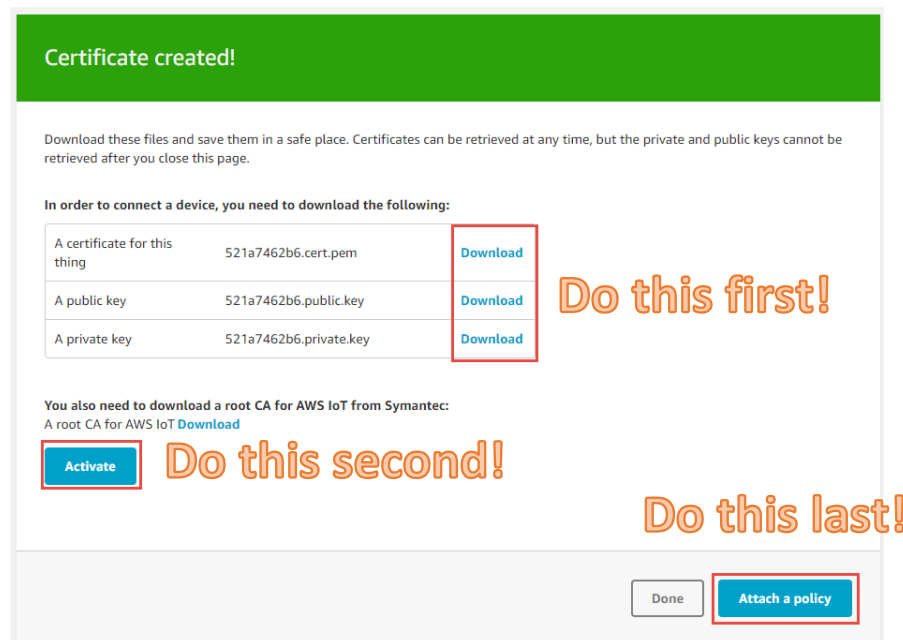 Certificate created!
Download these files and save them in a safe place. Certificates can be retrieved at any time, but the private and public keys cannot be
retrieved after you close this page.
In order to connect a device, you need to download the following:
A certificate for this
thing
521a7462b6.cert.pem
Download
A public key
521a7462b6.public.key
Download
Do this first!
A private key
521a7462b6.private.key
Download
You also need to download a root CA for AWS IoT from Symantec:
A root CA for AWS IoT Download
Activate
Do this second!
Do this last!
Done
Attach a policy